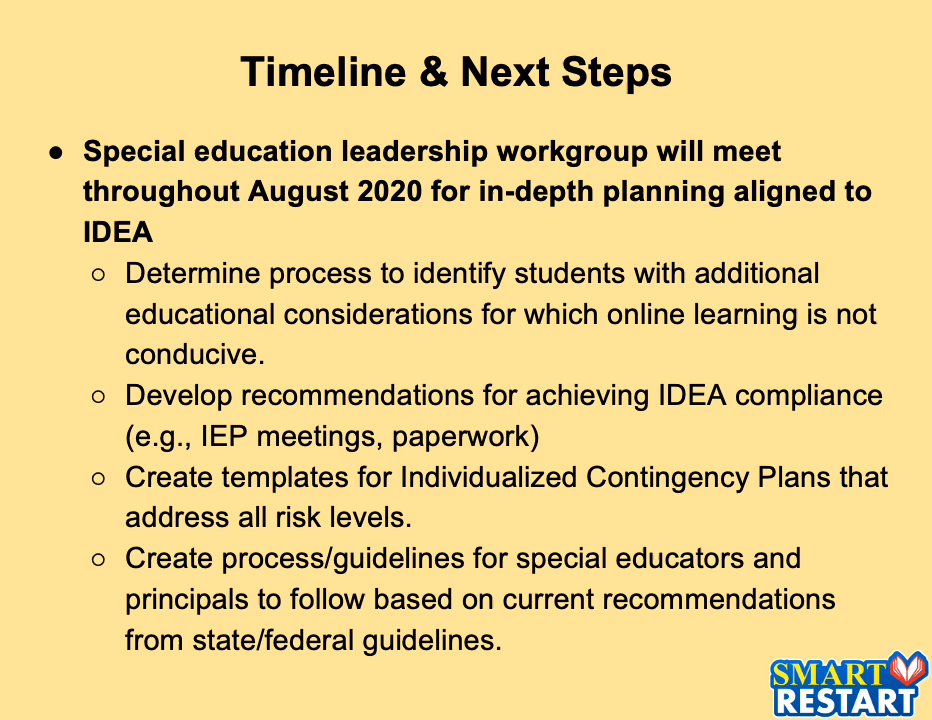 Timeline & Next Steps
● Special education leadership workgroup will meet
throughout August 2020 for in-depth planning aligned to
IDEA
○ Determine process to identify students with additional
educational considerations for which online learning is not
conducive.
○ Develop recommendations for achieving IDEA compliance
(e.g., IEP meetings, paperwork)
○ Create templates for Individualized Contingency Plans that
address all risk levels.
○ Create process/guidelines for special educators and
principals to follow based on current recommendations
from state/federal guidelines.
SMART
RESTART